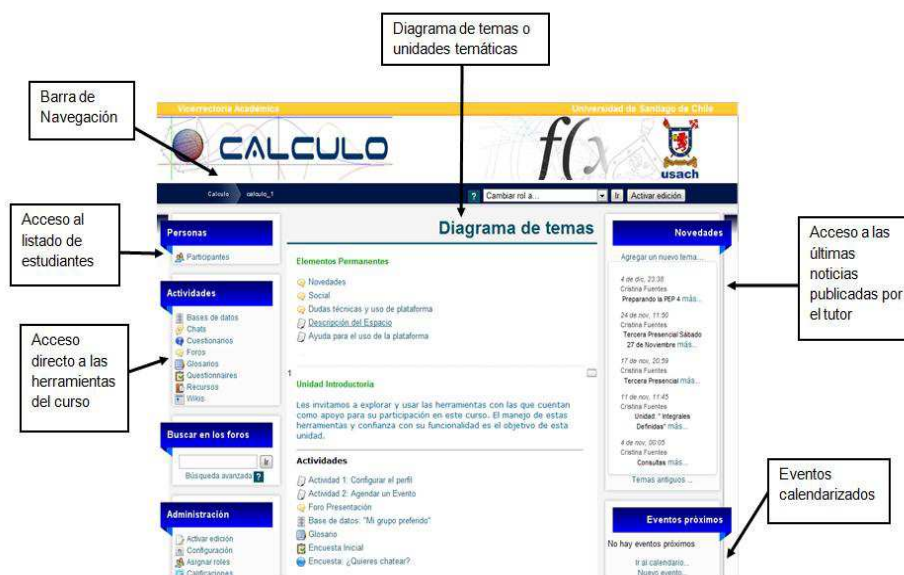 Diagrama de temas o
unidades temáticas
Barra de
Navegación
Acceso al
listado de
estudiantes
Acceso
directo a las
herramientas
del curso
Vicerrectoría Académica
Universidad de Santiago de Chile
CALCULO
f(x
usach
Calculo
calculo_1
?
Cambiar rol a...
Ir
Activar edición
Personas
Participantes
Actividades
Bases de datos
Chats
Cuestionarios
Foros
Glosarios
Questionnaires
Recursos
Wikis
Buscar en los foros
Ir
Búsqueda avanzada ?
Administración
Activar edición
Configuración
Asignar roles
Calificaciones
Diagrama de temas
Elementos Permanentes
Novedades
Social
Dudas técnicas y uso de plataforma
Descripción del Espacio
Ayuda para el uso de la plataforma
1
Unidad Introductoria
Les invitamos a explorar y usar las herramientas con las que cuentan
como apoyo para su participación en este curso. El manejo de estas
herramientas y confianza con su funcionalidad es el objetivo de esta
unidad.
Actividades
Actividad 1: Configurar el perfil
Actividad 2: Agendar un Evento
Foro Presentación
Base de datos: "Mi grupo preferido"
Glosario
Encuesta Inicial
Encuesta: ¿Quieres chatear?
Novedades
Agregar un nuevo tema...
4 de dic, 23:38
Cristina Fuentes
Preparando la PEP 4 más...
24 de nov, 11:50
Cristina Fuentes
Tercera Presencial Sábado
27 de Noviembre más...
17 de nov, 20:59
Cristina Fuentes
Tercera Presencial más...
11 de nov, 11:45
Cristina Fuentes
Unidad: " Integrales
Definidas" más...
4 de nov, 00:05
Cristina Fuentes
Consultas más...
Temas antiguos ...
Eventos próximos
No hay eventos próximos
Ir al calendario...
Nuevo evento...
Acceso a las
últimas
noticias
publicadas por
el tutor
Eventos
calendarizados